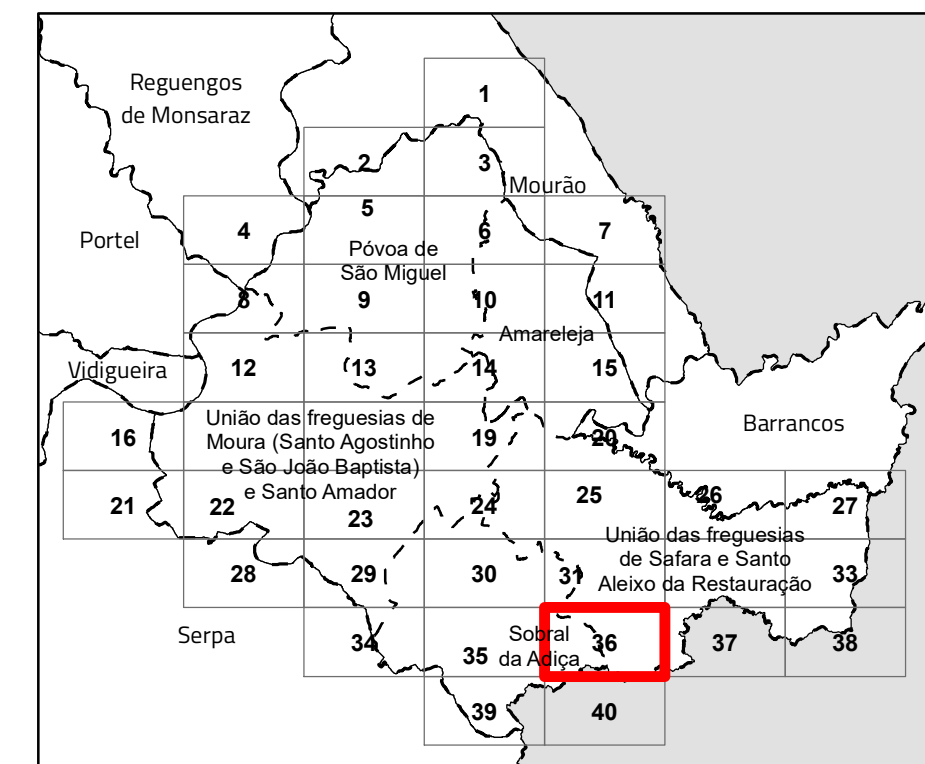 1
Reguengos
de Monsaraz
2
3
Mourão
Portel
4
5
6
7
Póvoa de
São Miguel
8
9
10
11
Amareleja
Vidigueira
12
13
14
15
16
União das freguesias de
Moura (Santo Agostinho
e São João Baptista)
e Santo Amador
19
20
Barrancos
21
22
23
24
25
26
27
União das freguesias
de Safara e Santo
Aleixo da Restauração
28
29
30
31
33
Serpa
34
35
Sobral
da Adiça
36
37
38
39
40